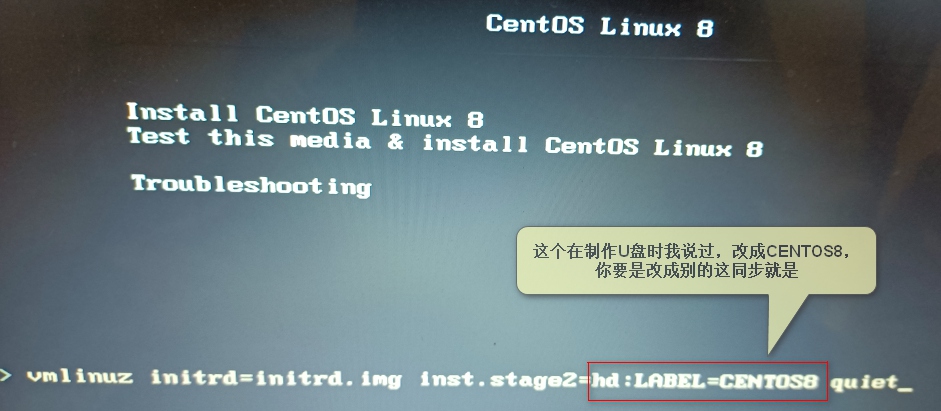 CentOS Linux 8
Install CentOS Linux 8
Test this media & install CentOS Linux 8
Troubleshooting
这个在制作U盘时我说过，改成CENTOS8，
你要是改成别的这同步就是
> vmlinuz initrd=initrd.img inst.stage2=hd:LABEL=CENTOS8 quiet_